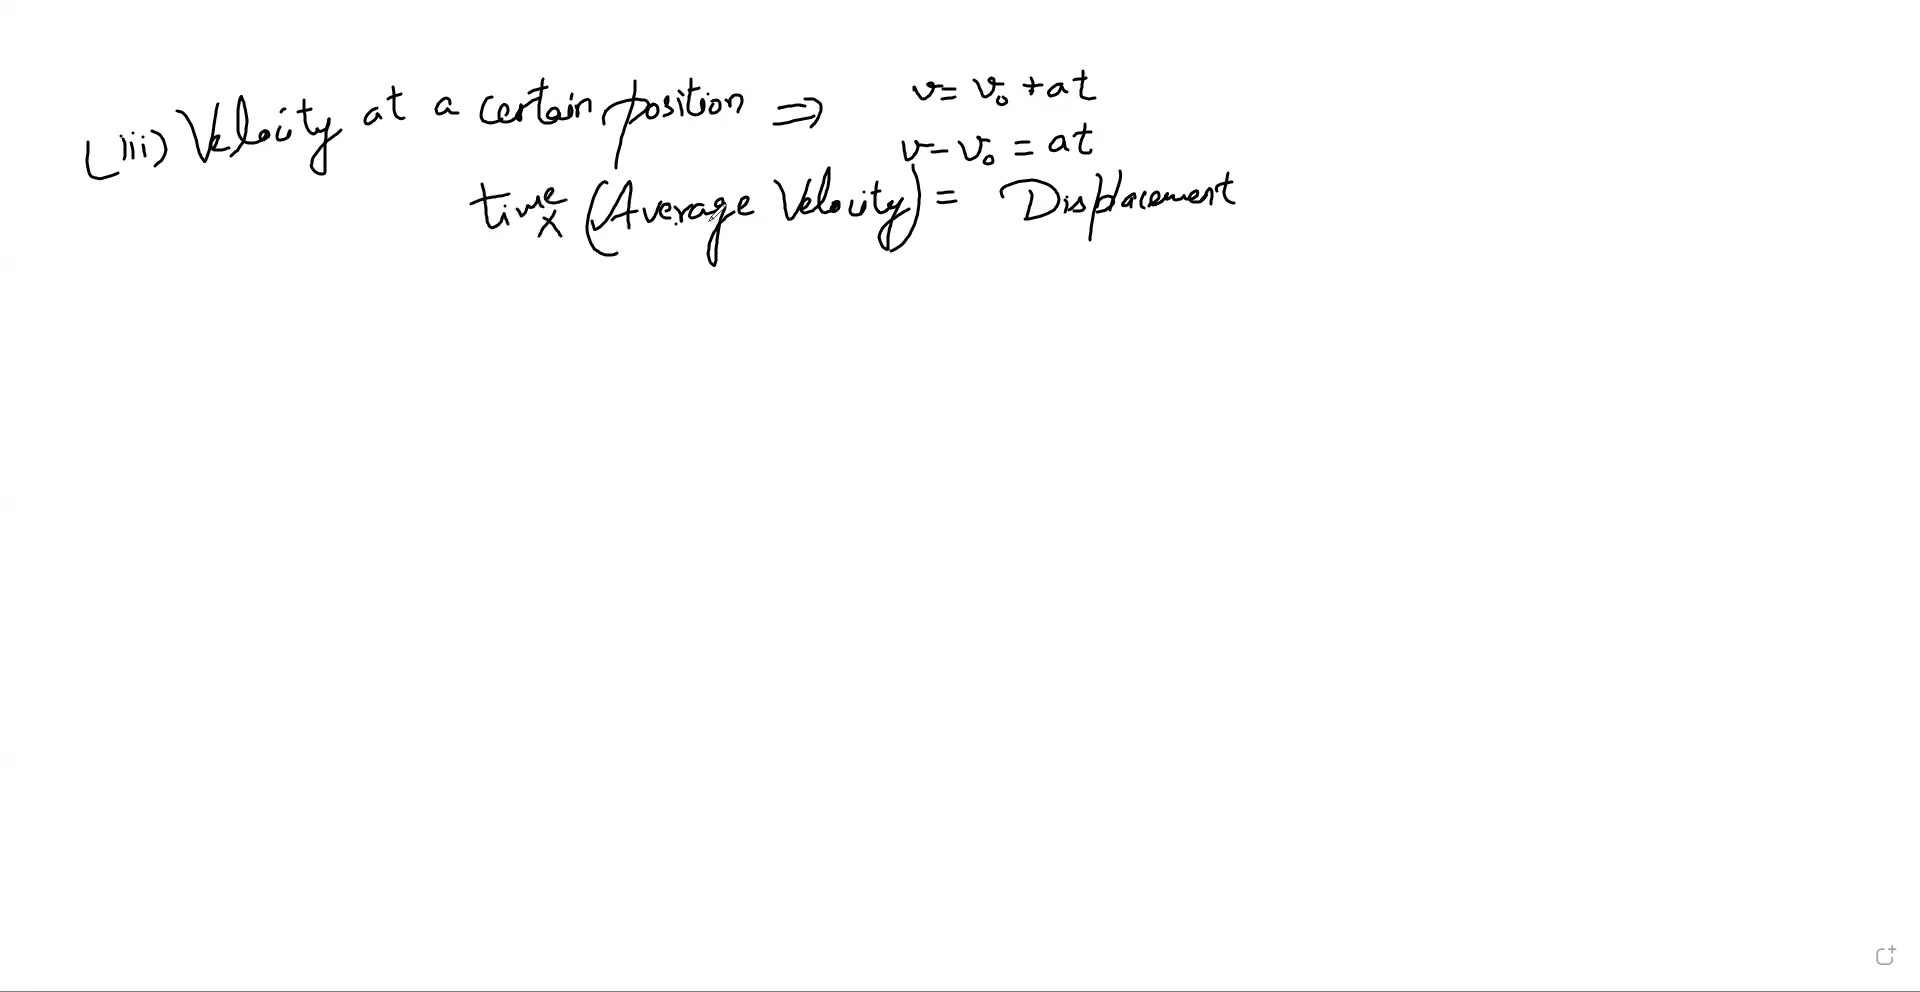 (iii) Velocity at a certain position ⇒ v = v₀ + at
v - v₀ = at
time x (Average Velocity) = Displacement